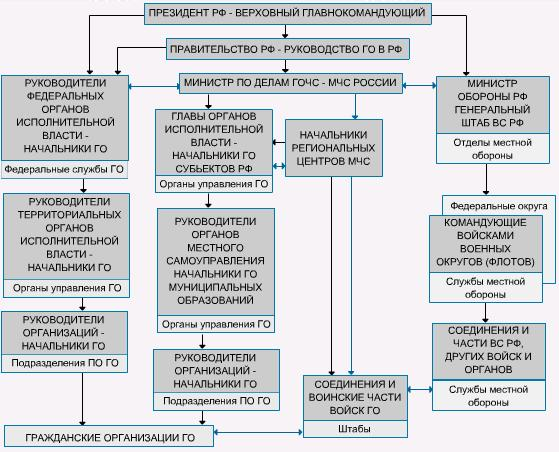 ПРЕЗИДЕНТ РФ - ВЕРХОВНЫЙ ГЛАВНОКОМАНДУЮЩИЙ
ПРАВИТЕЛЬСТВО РФ - РУКОВОДСТВО ГО В РФ
МИНИСТР ПО ДЕЛАМ ГОЧС - МЧС РОССИИ
РУКОВОДИТЕЛИ
ФЕДЕРАЛЬНЫХ
ОРГАНОВ
ИСПОЛНИТЕЛЬНОЙ
ВЛАСТИ -
НАЧАЛЬНИКИ ГО
Федеральные службы ГО
РУКОВОДИТЕЛИ
ТЕРРИТОРИАЛЬНЫХ
ОРГАНОВ
ИСПОЛНИТЕЛЬНОЙ
ВЛАСТИ -
НАЧАЛЬНИКИ ГО
Органы управления ГО
РУКОВОДИТЕЛИ
ОРГАНИЗАЦИЙ -
НАЧАЛЬНИКИ ГО
Подразделения ПО ГО
ГЛАВЫ ОРГАНОВ
ИСПОЛНИТЕЛЬНОЙ
ВЛАСТИ -
НАЧАЛЬНИКИ ГО
СУБЪЕКТОВ РФ
Органы управления ГО
РУКОВОДИТЕЛИ
ОРГАНОВ
МЕСТНОГО
САМОУПРАВЛЕНИЯ
НАЧАЛЬНИКИ ГО
МУНИЦИПАЛЬНЫХ
ОБРАЗОВАНИЙ
Органы управления ГО
РУКОВОДИТЕЛИ
ОРГАНИЗАЦИЙ -
НАЧАЛЬНИКИ ГО
Подразделения ПО ГО
НАЧАЛЬНИКИ
РЕГИОНАЛЬНЫХ
ЦЕНТРОВ МЧС
СОЕДИНЕНИЯ И
ВОИНСКИЕ ЧАСТИ
ВОЙСК ГО
Штабы
МИНИСТР
ОБОРОНЫ РФ
ГЕНЕРАЛЬНЫЙ
ШТАБ ВС РФ
Отделы местной
обороны
Федеральные округа
КОМАНДУЮЩИЕ
ВОЙСКАМИ
ВОЕННЫХ
ОКРУГОВ (ФЛОТОВ)
Службы местной
обороны
СОЕДИНЕНИЯ И
ЧАСТИ ВС РФ,
ДРУГИХ ВОЙСК И
ОРГАНОВ
Службы местной
обороны
ГРАЖДАНСКИЕ ОРГАНИЗАЦИИ ГО